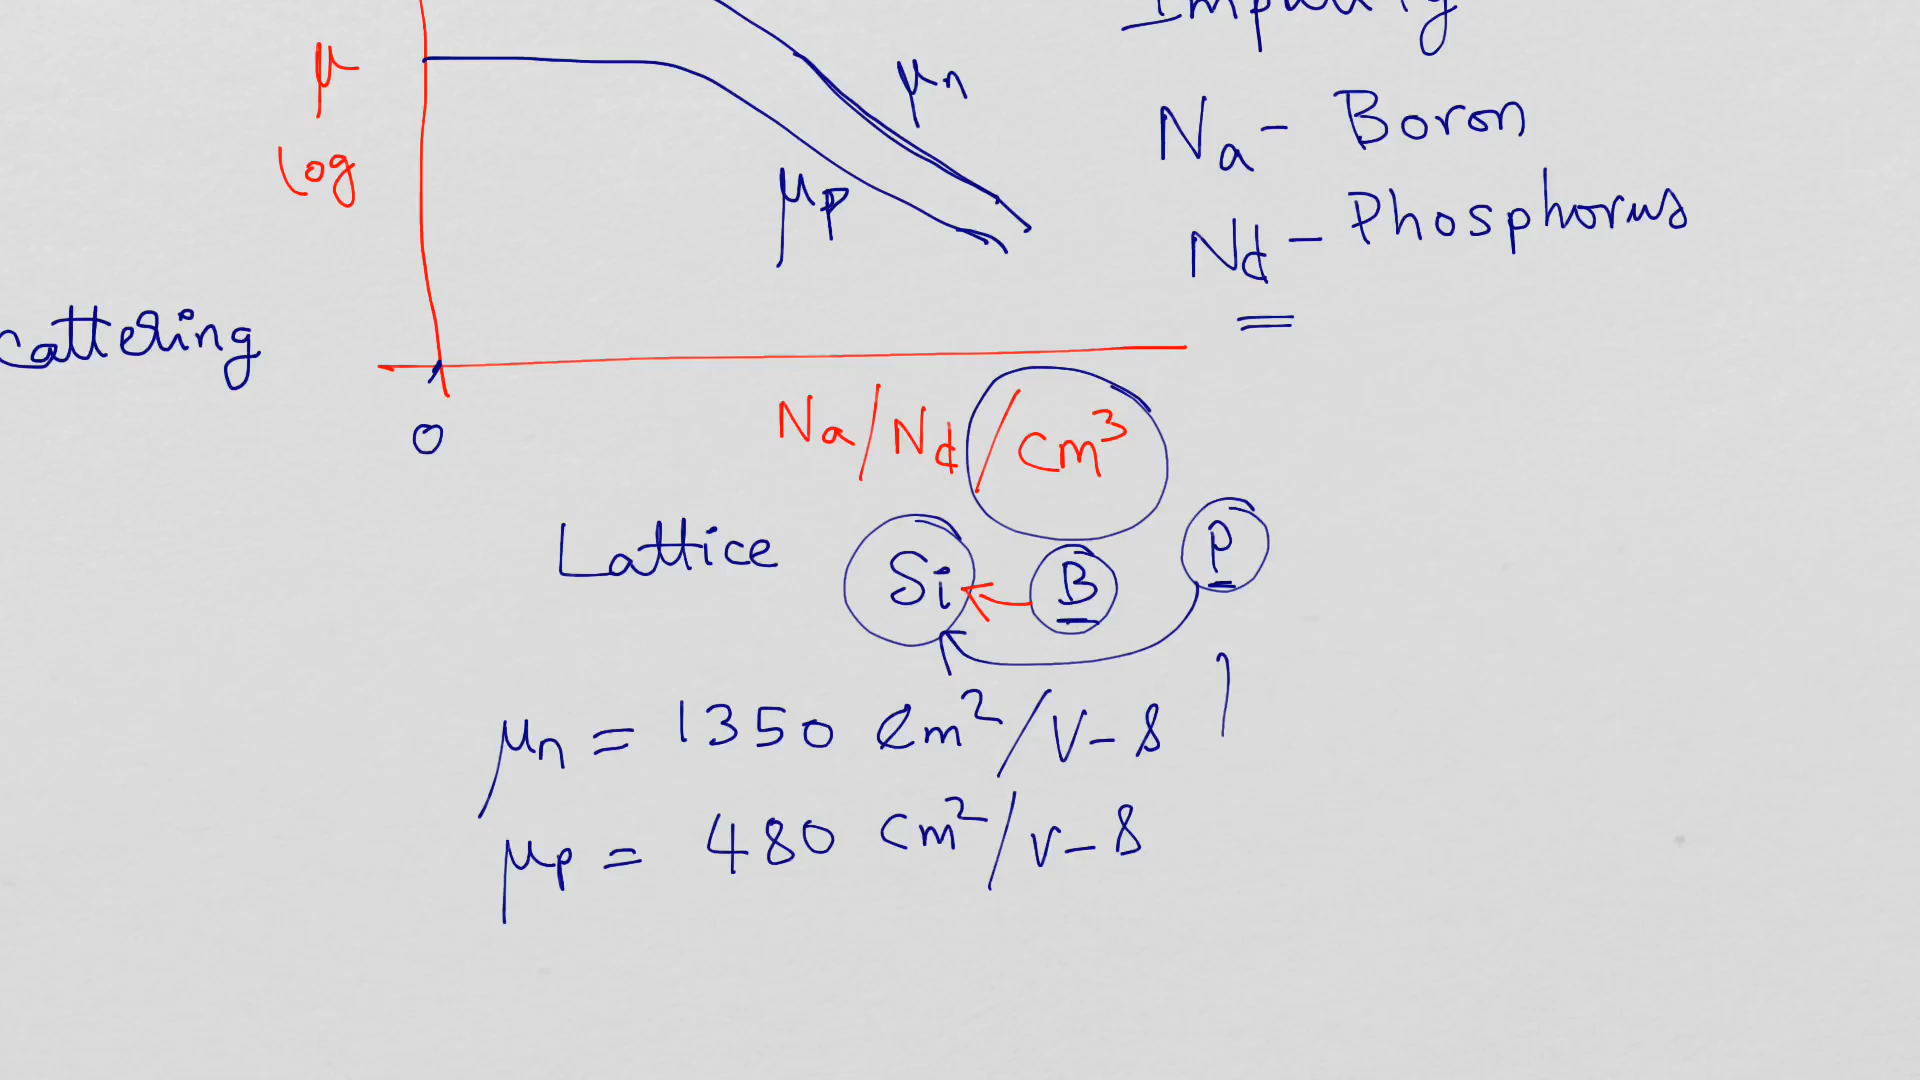 Impurity
μ
μn
Na - Boron
log
μp
Nd - Phosphorus
cattering
0
Na/Nd/cm³
Lattice Si B P
μn = 1350 cm²/V-s
μp = 480 cm²/V-s